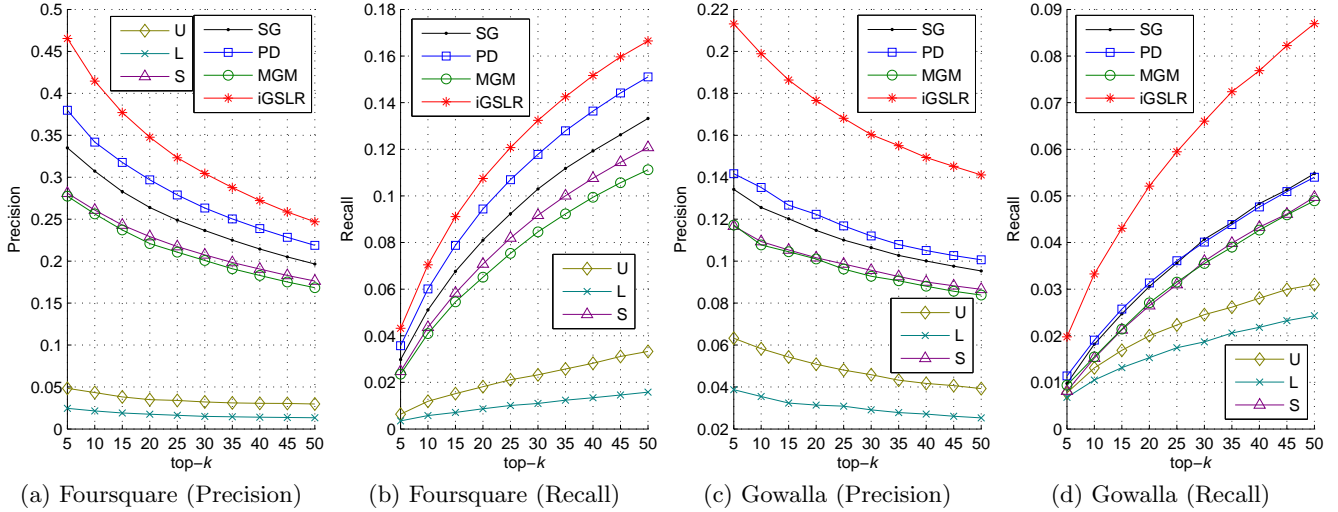 0.5
0.45
0.4
0.35
0.3
0.25
0.2
0.15
0.1
0.05
0
Precision
5 10 15 20 25 30 35 40 45 50
top-k
U
L
S
SG
PD
MGM
iGSLR
(a) Foursquare (Precision)
0.18
0.16
0.14
0.12
0.1
0.08
0.06
0.04
0.02
0
Recall
5 10 15 20 25 30 35 40 45 50
top-k
SG
PD
MGM
iGSLR
U
L
S
(b) Foursquare (Recall)
0.22
0.2
0.18
0.16
0.14
0.12
0.1
0.08
0.06
0.04
0.02
Precision
5 10 15 20 25 30 35 40 45 50
top-k
SG
PD
MGM
iGSLR
U
L
S
(c) Gowalla (Precision)
0.09
0.08
0.07
0.06
0.05
0.04
0.03
0.02
0.01
0
Recall
5 10 15 20 25 30 35 40 45 50
top-k
SG
PD
MGM
iGSLR
U
L
S
(d) Gowalla (Recall)